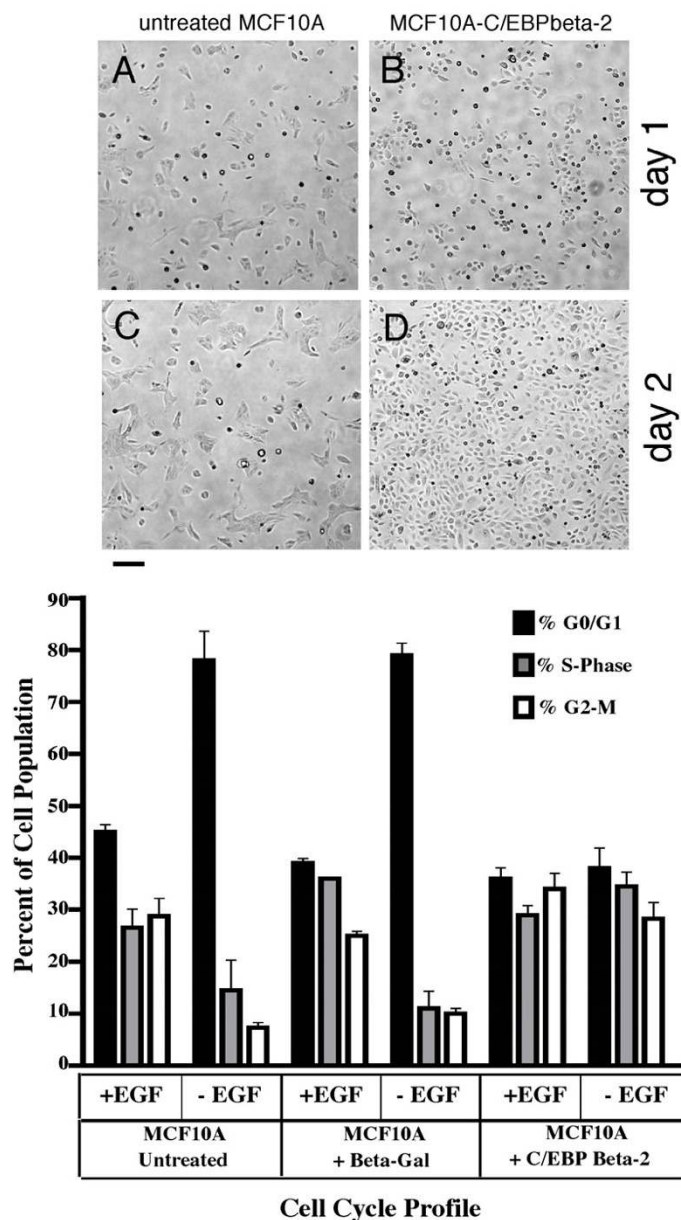 untreated MCF10A MCF10A-C/EBPbeta-2
A B
day 1
C D
day 2
90
80
70
60
50
40
30
20
10
0
Percent of Cell Population
% G0/G1
% S-Phase
% G2-M
+EGF - EGF +EGF - EGF +EGF - EGF
MCF10A MCF10A MCF10A
Untreated + Beta-Gal + C/EBP Beta-2
Cell Cycle Profile